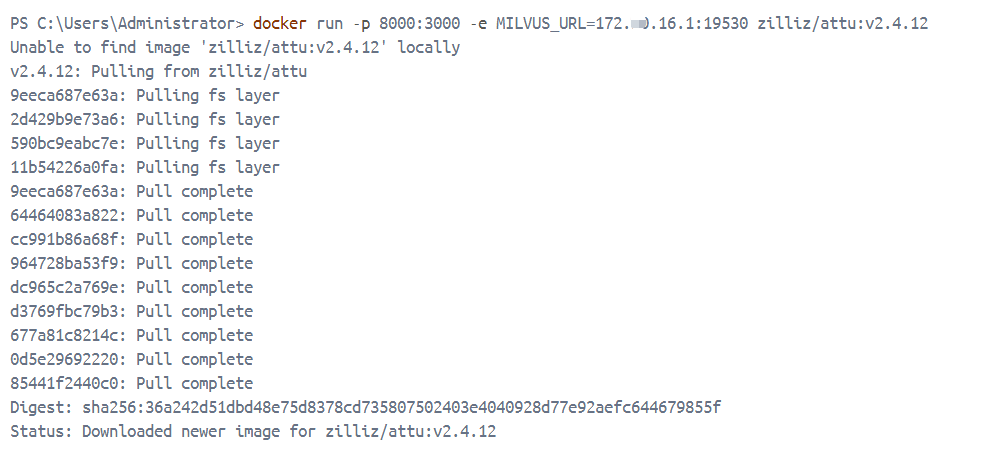 PS C:\Users\Administrator> docker run -p 8000:3000 -e MILVUS_URL=172. 0.16.1:19530 zilliz/attu:v2.4.12
Unable to find image 'zilliz/attu:v2.4.12' locally
v2.4.12: Pulling from zilliz/attu
9eeca687e63a: Pulling fs layer
2d429b9e73a6: Pulling fs layer
590bc9eabc7e: Pulling fs layer
11b54226a0fa: Pulling fs layer
9eeca687e63a: Pull complete
64464083a822: Pull complete
cc991b86a68f: Pull complete
964728ba53f9: Pull complete
dc965c2a769e: Pull complete
d3769fbc79b3: Pull complete
677a81c8214c: Pull complete
0d5e29692220: Pull complete
85441f2440c0: Pull complete
Digest: sha256:36a242d51dbd48e75d8378cd735807502403e4040928d77e92aefc644679855f
Status: Downloaded newer image for zilliz/attu:v2.4.12